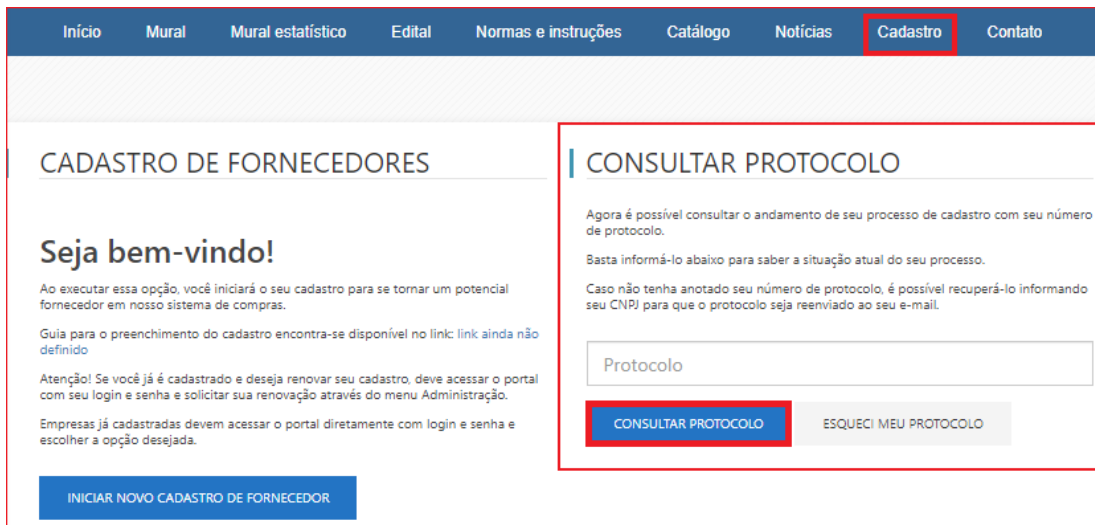 Início Mural Mural estatístico Edital Normas e instruções Catálogo Notícias Cadastro Contato
CADASTRO DE FORNECEDORES
Seja bem-vindo!
Ao executar essa opção, você iniciará o seu cadastro para se tornar um potencial
fornecedor em nosso sistema de compras.
Guia para o preenchimento do cadastro encontra-se disponível no link: link ainda não
definido
Atenção! Se você já é cadastrado e deseja renovar seu cadastro, deve acessar o portal
com seu login e senha e solicitar sua renovação através do menu Administração.
Empresas já cadastradas devem acessar o portal diretamente com login e senha e
escolher a opção desejada.
INICIAR NOVO CADASTRO DE FORNECEDOR
CONSULTAR PROTOCOLO
Agora é possível consultar o andamento de seu processo de cadastro com seu número
de protocolo.
Basta informá-lo abaixo para saber a situação atual do seu processo.
Caso não tenha anotado seu número de protocolo, é possível recuperá-lo informando
seu CNPJ para que o protocolo seja reenviado ao seu e-mail.
Protocolo
CONSULTAR PROTOCOLO ESQUECI MEU PROTOCOLO